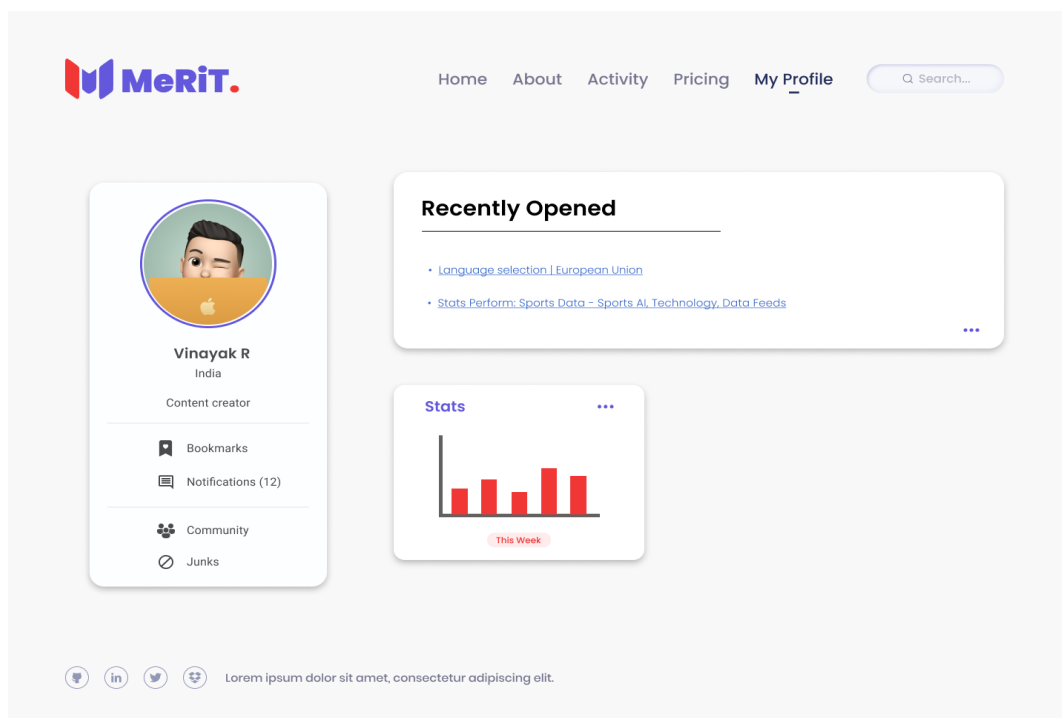 MeRiT.
Home About Activity Pricing My Profile Search...
Vinayak R
India
Content creator
Bookmarks
Notifications (12)
Community
Junks
Recently Opened
Language selection | European Union
Stats Perform: Sports Data - Sports AI, Technology, Data Feeds
Stats
This Week
in
Lorem ipsum dolor sit amet, consectetur adipiscing elit.